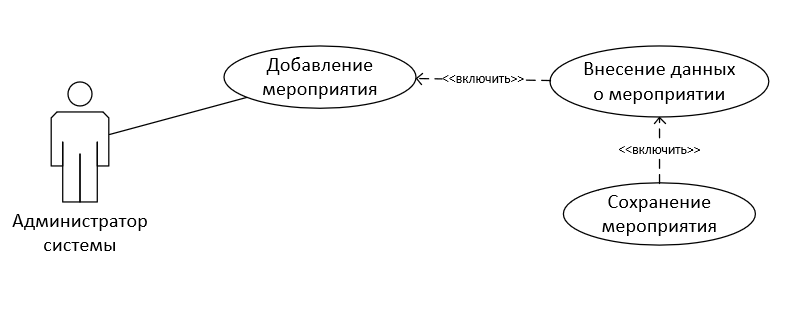 Добавление
мероприятия
<<включить>>
Внесение данных
о мероприятии
<<включить>>
Сохранение
мероприятия
Администратор
системы